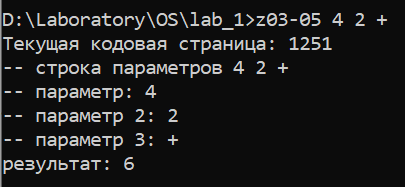 D:\Laboratory\OS\lab_1>z03-05 4 2 +
Текущая кодовая страница: 1251
-- строка параметров 4 2 +
-- параметр: 4
-- параметр 2: 2
-- параметр 3: +
результат: 6